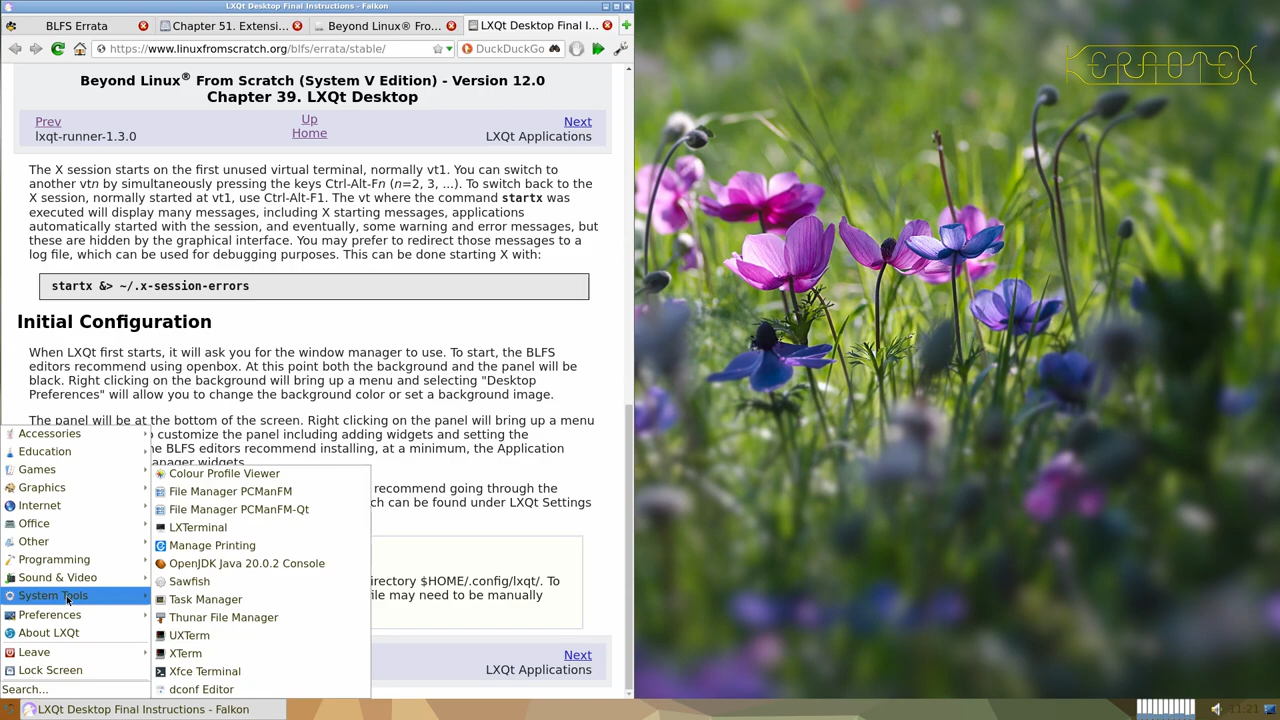 LXQt Desktop Final Instructions - Falkon
BLFS Errata
Chapter 51. Extensi...
Beyond Linux® Fro...
LXQt Desktop Final I...
https://www.linuxfromscratch.org/blfs/errata/stable/
DuckDuckGo
Beyond Linux® From Scratch (System V Edition) - Version 12.0
Chapter 39. LXQt Desktop
Prev
Up
Next
lxqt-runner-1.3.0
Home
LXQt Applications
The X session starts on the first unused virtual terminal, normally vt1. You can switch to
another vtn by simultaneously pressing the keys Ctrl-Alt-Fn (n=2, 3, ...). To switch back to the
X session, normally started at vt1, use Ctrl-Alt-F1. The vt where the command startx was
executed will display many messages, including X starting messages, applications
automatically started with the session, and eventually, some warning and error messages, but
these are hidden by the graphical interface. You may prefer to redirect those messages to a
log file, which can be used for debugging purposes. This can be done starting X with:
startx &> ~/.x-session-errors
Initial Configuration
When LXQt first starts, it will ask you for the window manager to use. To start, the BLFS
editors recommend using openbox. At this point both the background and the panel will be
black. Right clicking on the background will bring up a menu and selecting "Desktop
Preferences" will allow you to change the background color or set a background image.
The panel will be at the bottom of the screen. Right clicking on the panel will bring up a menu
customize the panel including adding widgets and setting the
BLFS editors recommend installing, at a minimum, the Application
widgets.
recommend going through the
can be found under LXQt Settings
directory $HOME/.config/lxqt/. To
file may need to be manually
Next
LXQt Applications
Accessories
Education
Games
Graphics
Internet
Office
Other
Programming
Sound & Video
System Tools
Preferences
About LXQt
Leave
Lock Screen
Search...
Colour Profile Viewer
File Manager PCManFM
File Manager PCManFM-Qt
LXTerminal
Manage Printing
OpenJDK Java 20.0.2 Console
Sawfish
Task Manager
Thunar File Manager
UXTerm
XTerm
Xfce Terminal
dconf Editor
LXQt Desktop Final Instructions - Falkon
11:21